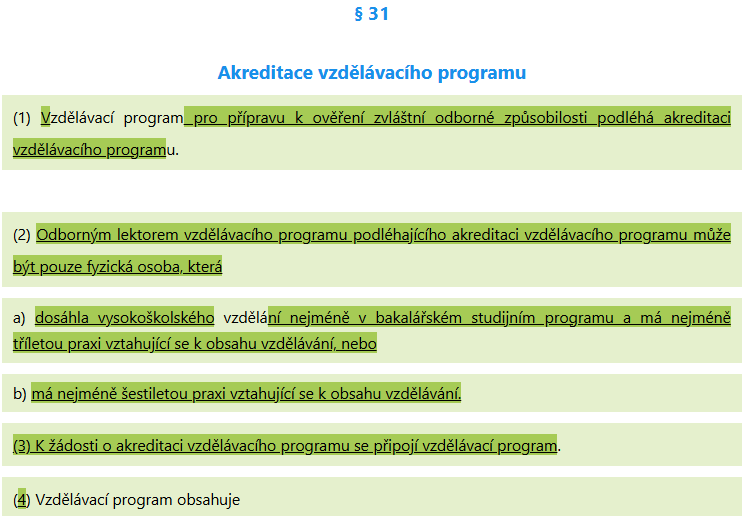 § 31
Akreditace vzdělávacího programu
(1) Vzdělávací program pro přípravu k ověření zvláštní odborné způsobilosti podléhá akreditaci
vzdělávacího programu.
(2) Odborným lektorem vzdělávacího programu podléhajícího akreditaci vzdělávacího programu může
být pouze fyzická osoba, která
a) dosáhla vysokoškolského vzdělání nejméně v bakalářském studijním programu a má nejméně
tříletou praxi vztahující se k obsahu vzdělávání, nebo
b) má nejméně šestiletou praxi vztahující se k obsahu vzdělávání.
(3) K žádosti o akreditaci vzdělávacího programu se připojí vzdělávací program.
(4) Vzdělávací program obsahuje